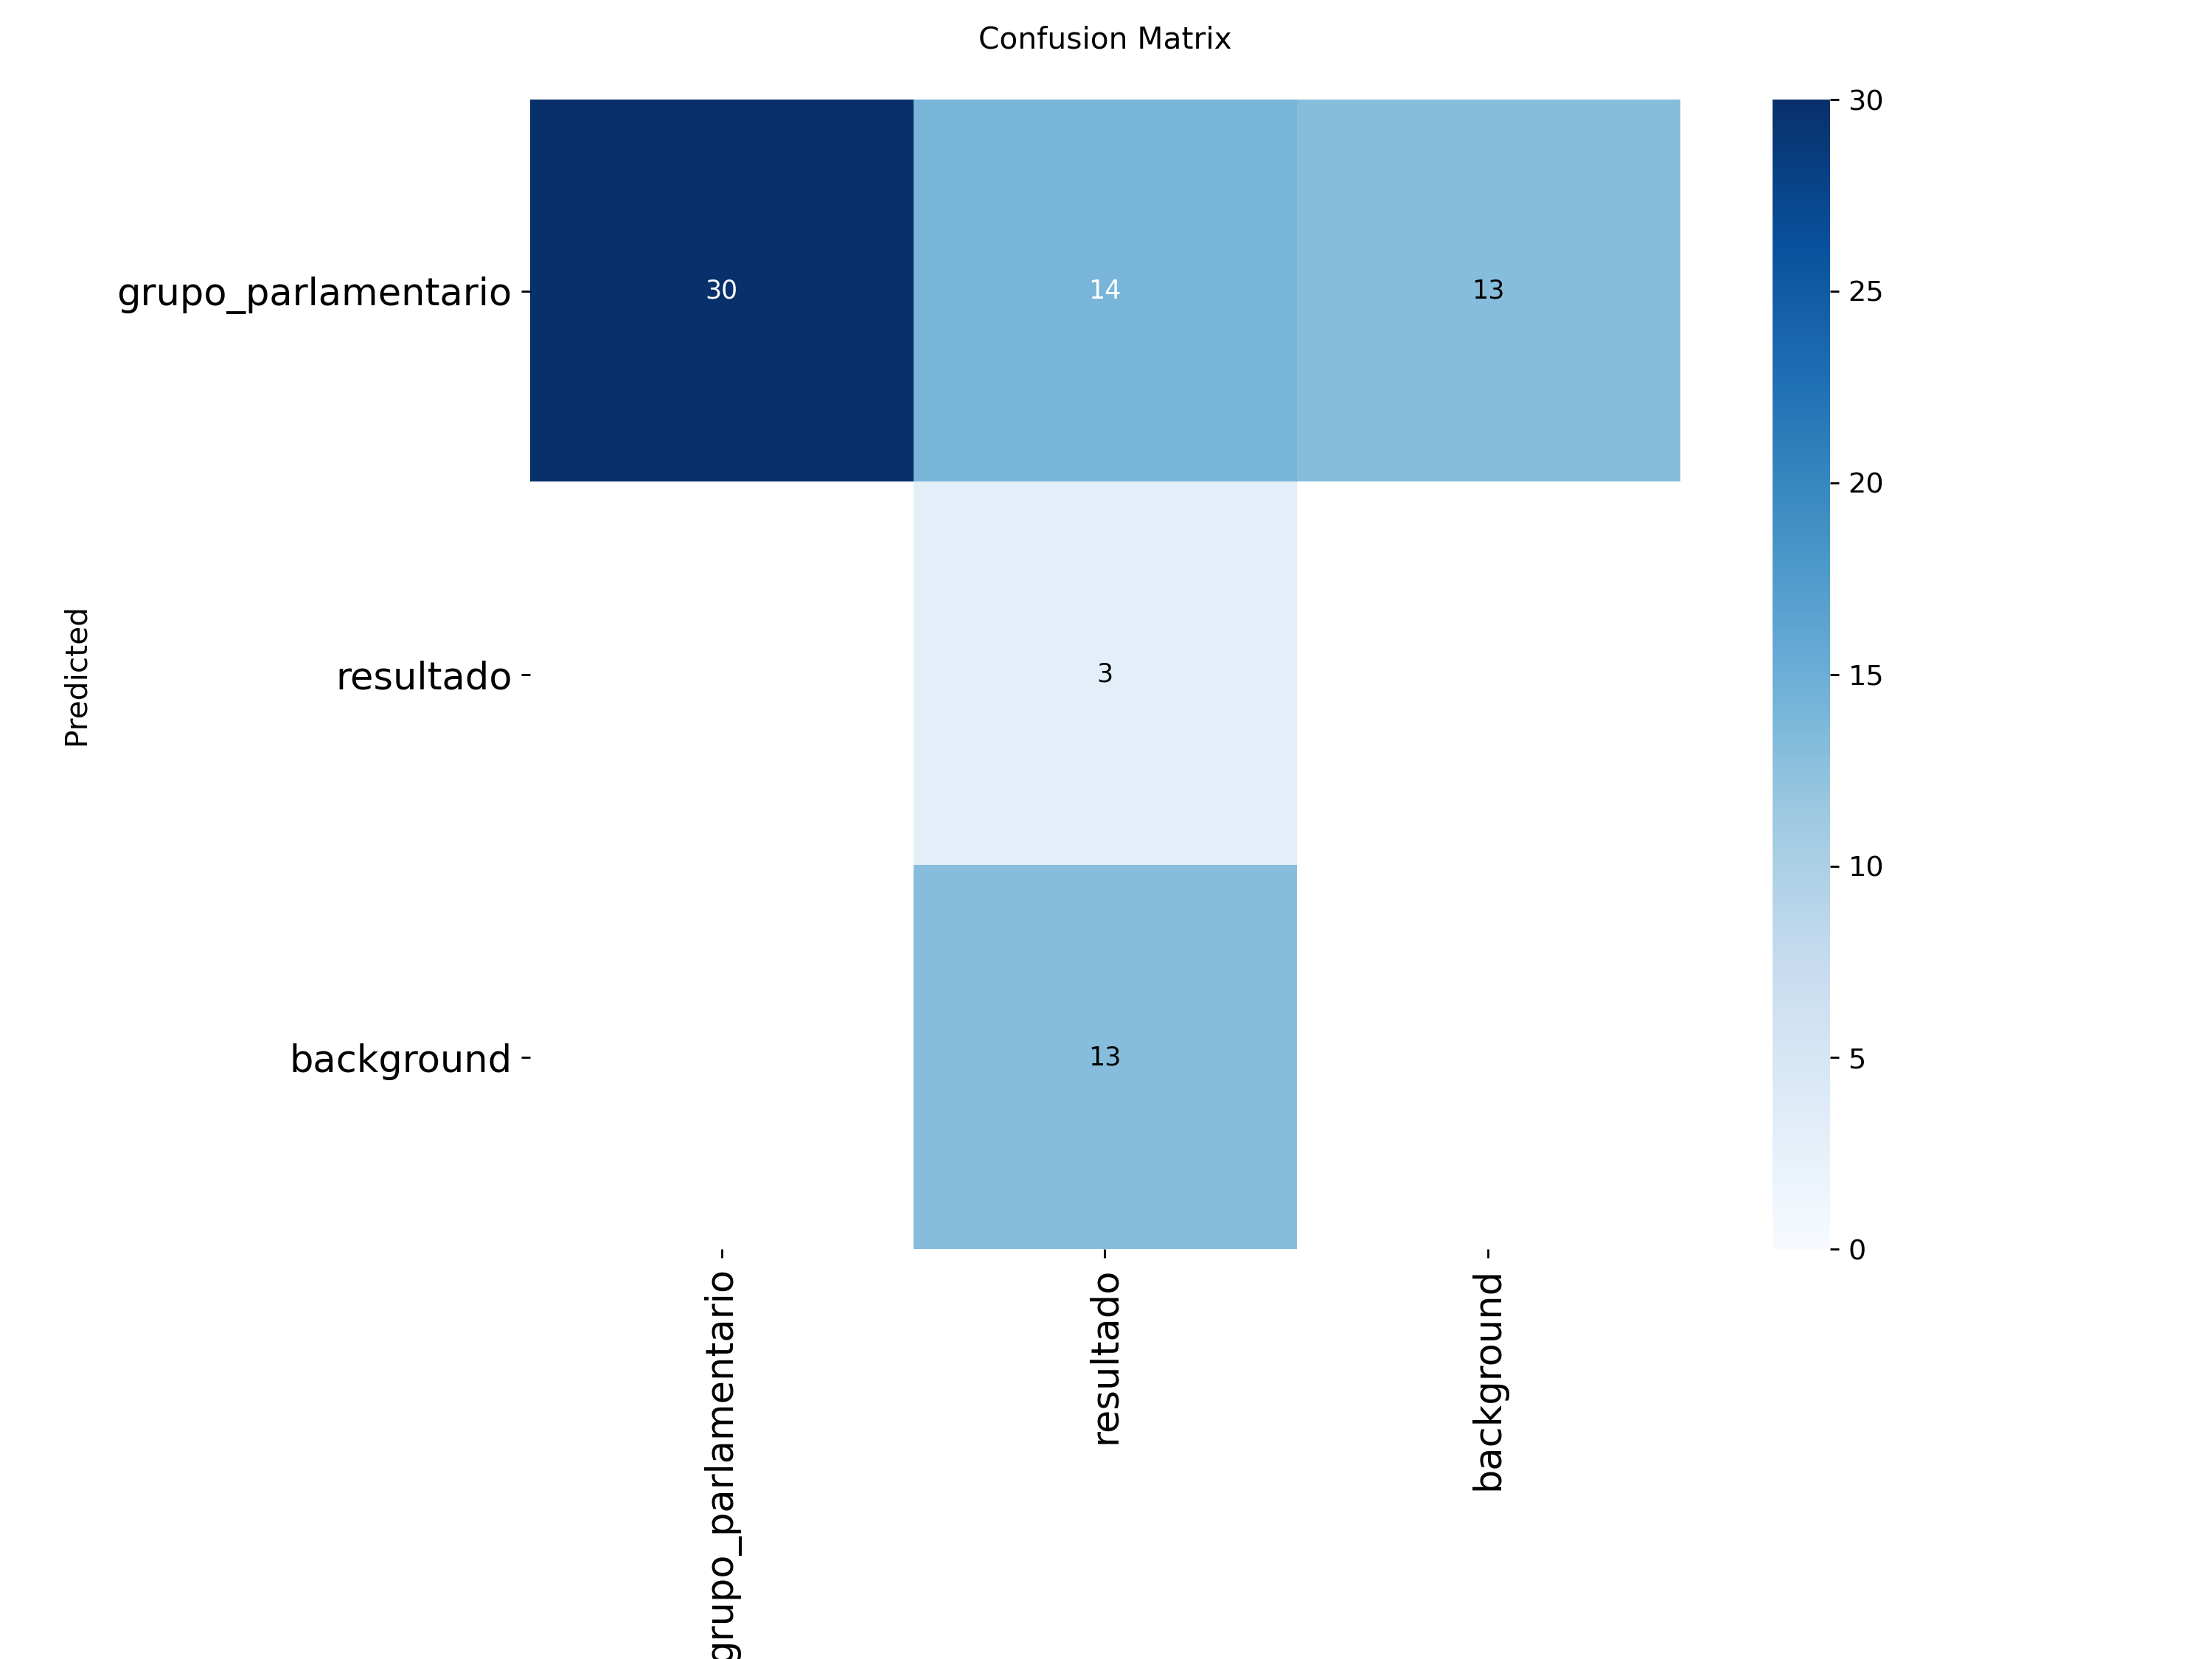 Confusion Matrix
grupo_parlamentario
30
14
13
resultado
3
background
13
Predicted
grupo_parlamentario
resultado
background
30
25
20
15
10
5
0